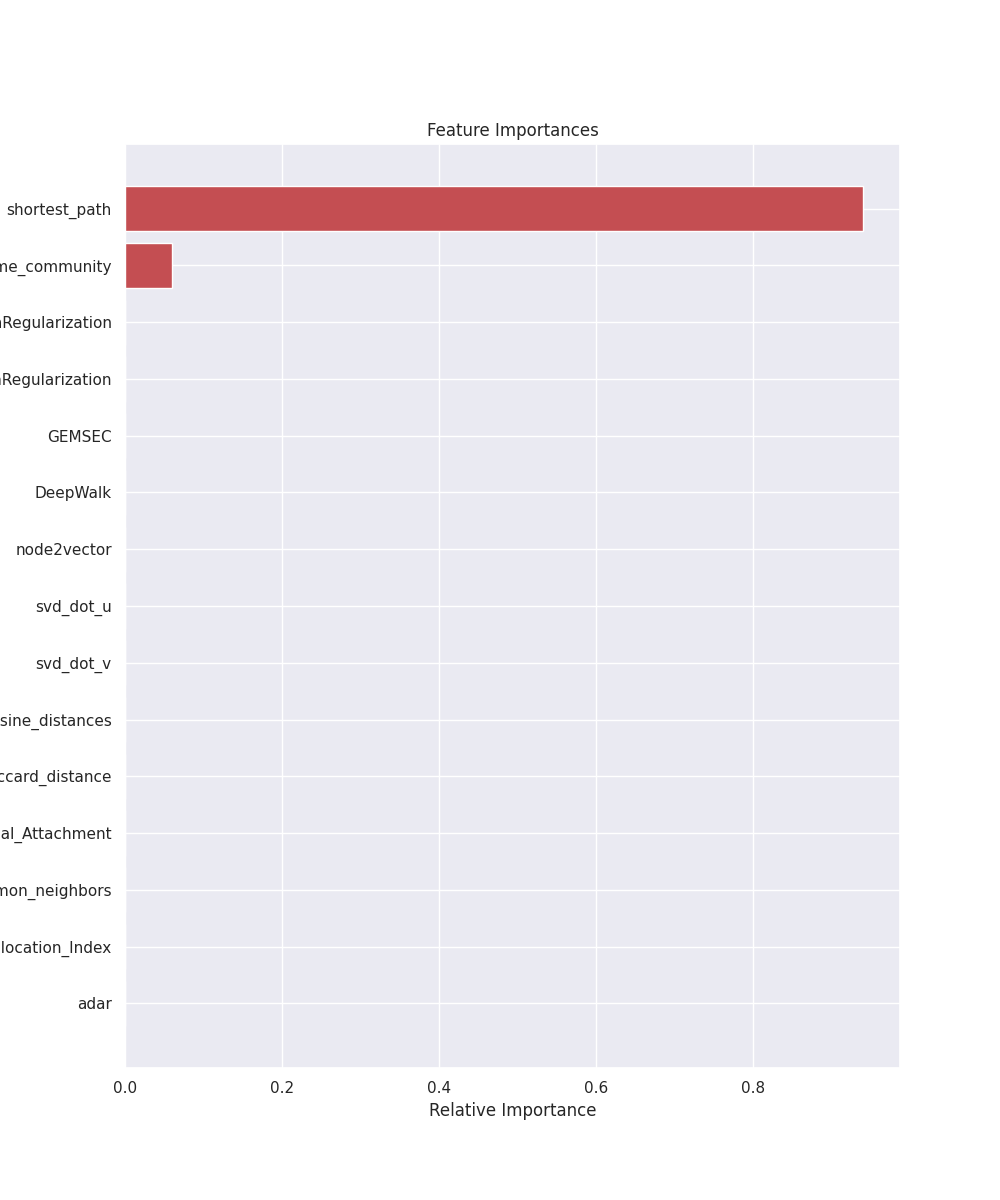 Feature Importances
shortest_path
me_community
Regularization
Regularization
GEMSEC
DeepWalk
node2vector
svd_dot_u
svd_dot_v
sine_distances
ccard_distance
al_Attachment
mon_neighbors
location_Index
adar
0.0 0.2 0.4 0.6 0.8
Relative Importance